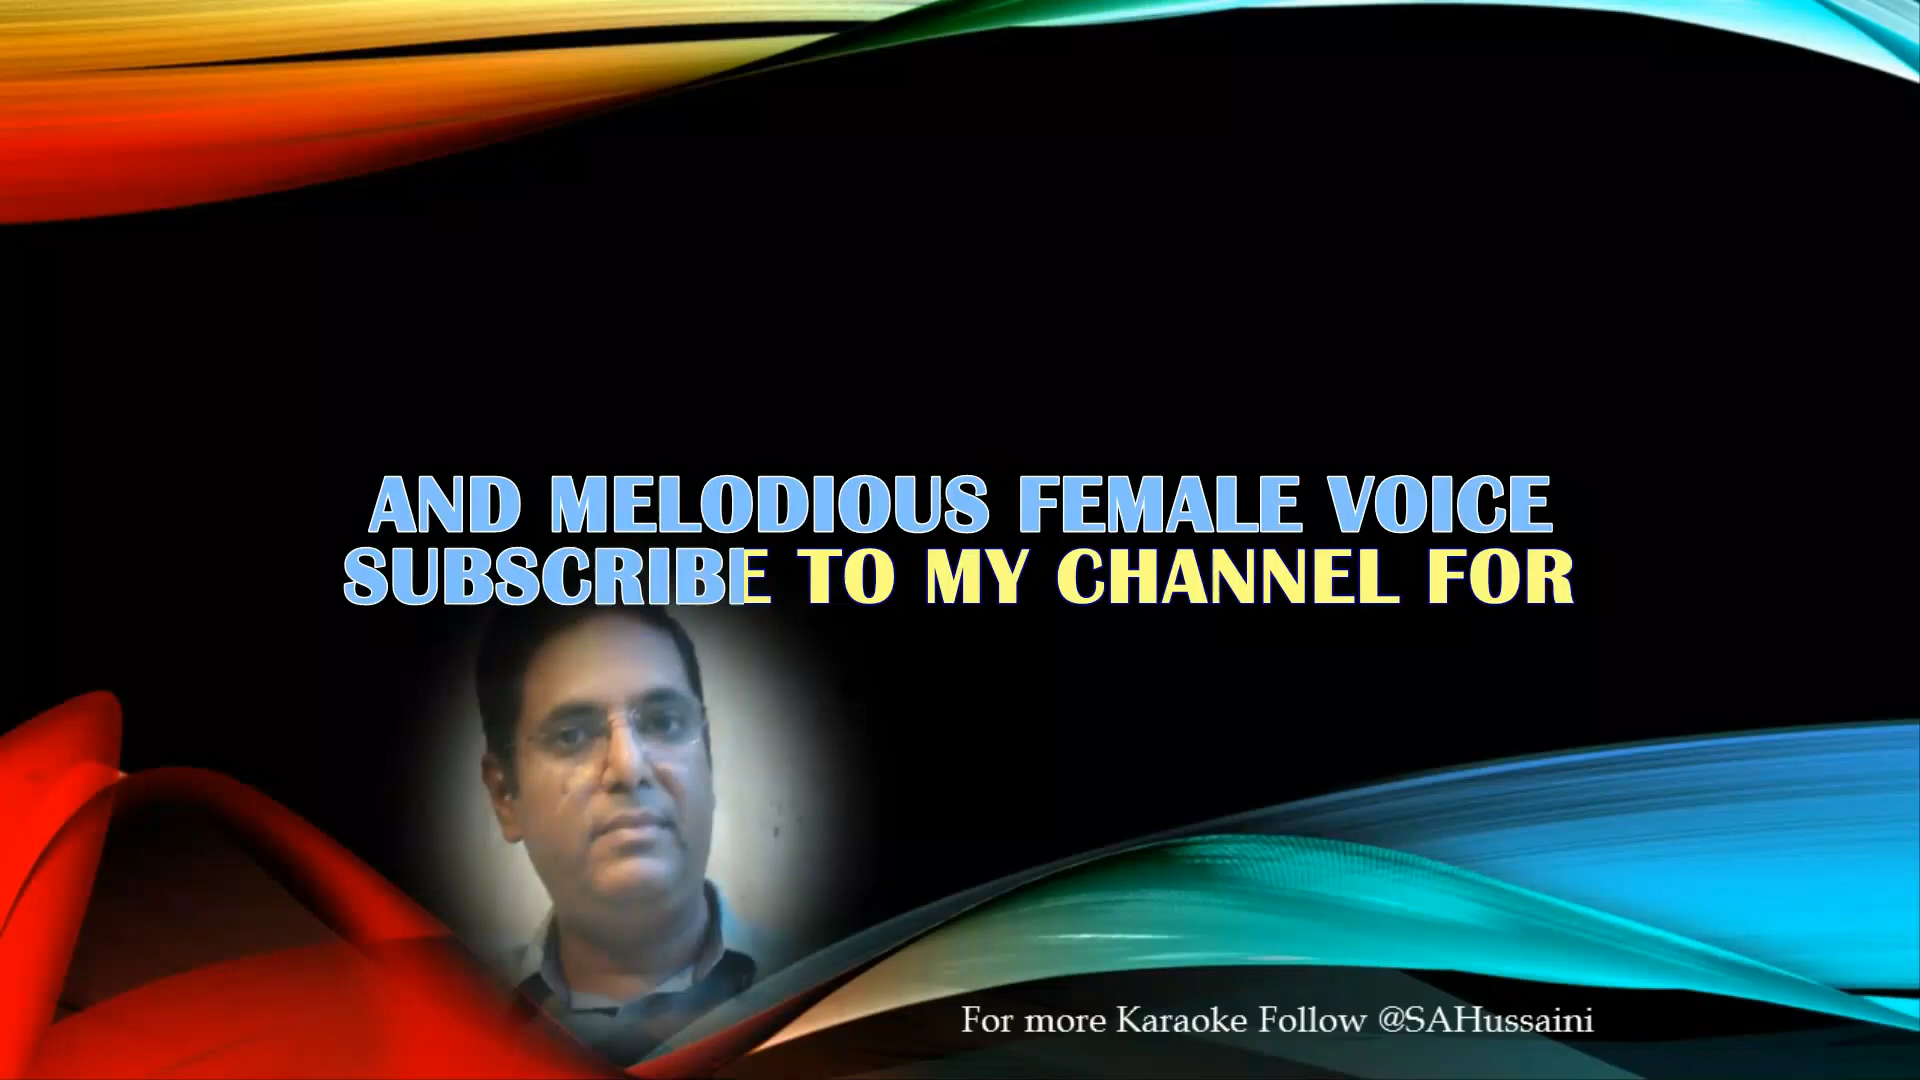 AND MELODIOUS FEMALE VOICE
SUBSCRIBE TO MY CHANNEL FOR
For more Karaoke Follow @SAHussaini